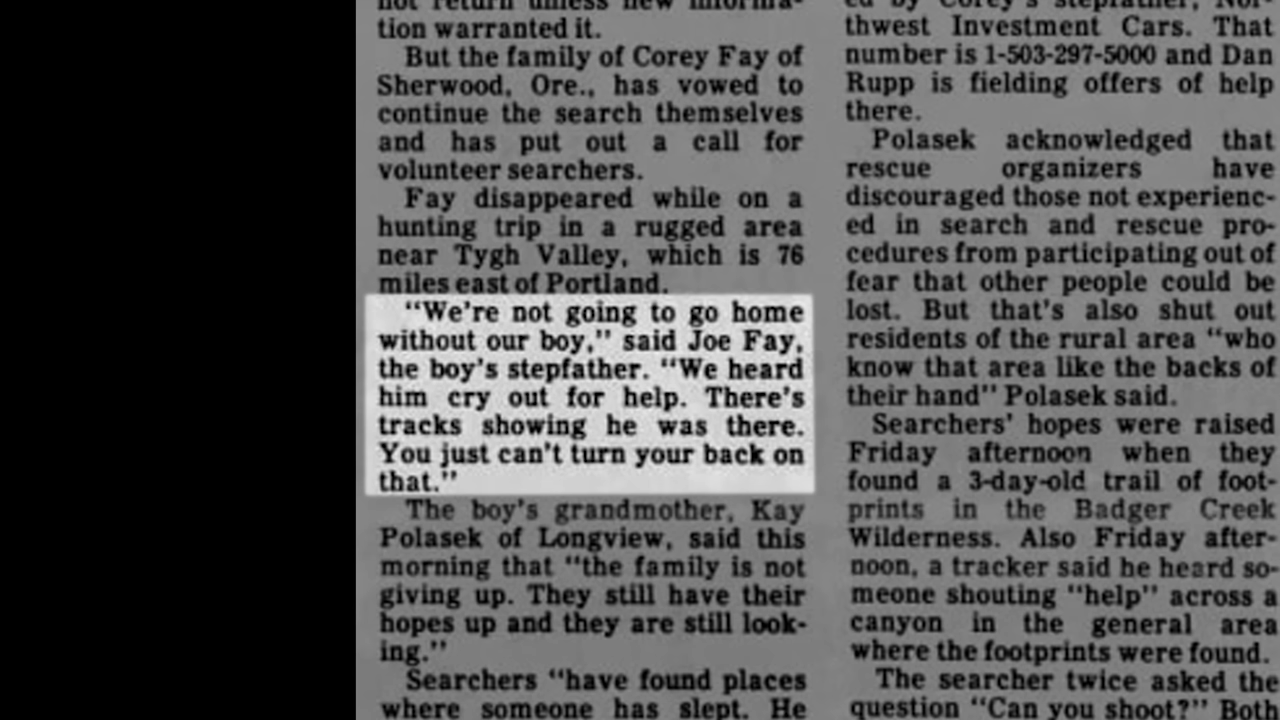 not return unless new informa-
tion warranted it.
But the family of Corey Fay of
Sherwood, Ore., has vowed to
continue the search themselves
and has put out a call for
volunteer searchers.
Fay disappeared while on a
hunting trip in a rugged area
near Tygh Valley, which is 76
miles east of Portland.
"We're not going to go home
without our boy," said Joe Fay,
the boy's stepfather. "We heard
him cry out for help. There's
tracks showing he was there.
You just can't turn your back on
that."
The boy's grandmother, Kay
Polasek of Longview, said this
morning that "the family is not
giving up. They still have their
hopes up and they are still look-
ing."
Searchers "have found places
where someone has slept. He
ed by Corey's stepfather, Nor-
thwest Investment Cars. That
number is 1-503-297-5000 and Dan
Rupp is fielding offers of help
there.
Polasek acknowledged that
rescue organizers have
discouraged those not experienc-
ed in search and rescue pro-
cedures from participating out of
fear that other people could be
lost. But that's also shut out
residents of the rural area "who
know that area like the backs of
their hand" Polasek said.
Searchers' hopes were raised
Friday afternoon when they
found a 3-day-old trail of foot-
prints in the Badger Creek
Wilderness. Also Friday after-
noon, a tracker said he heard so-
meone shouting "help" across a
canyon in the general area
where the footprints were found.
The searcher twice asked the
question "Can you shoot?" Both